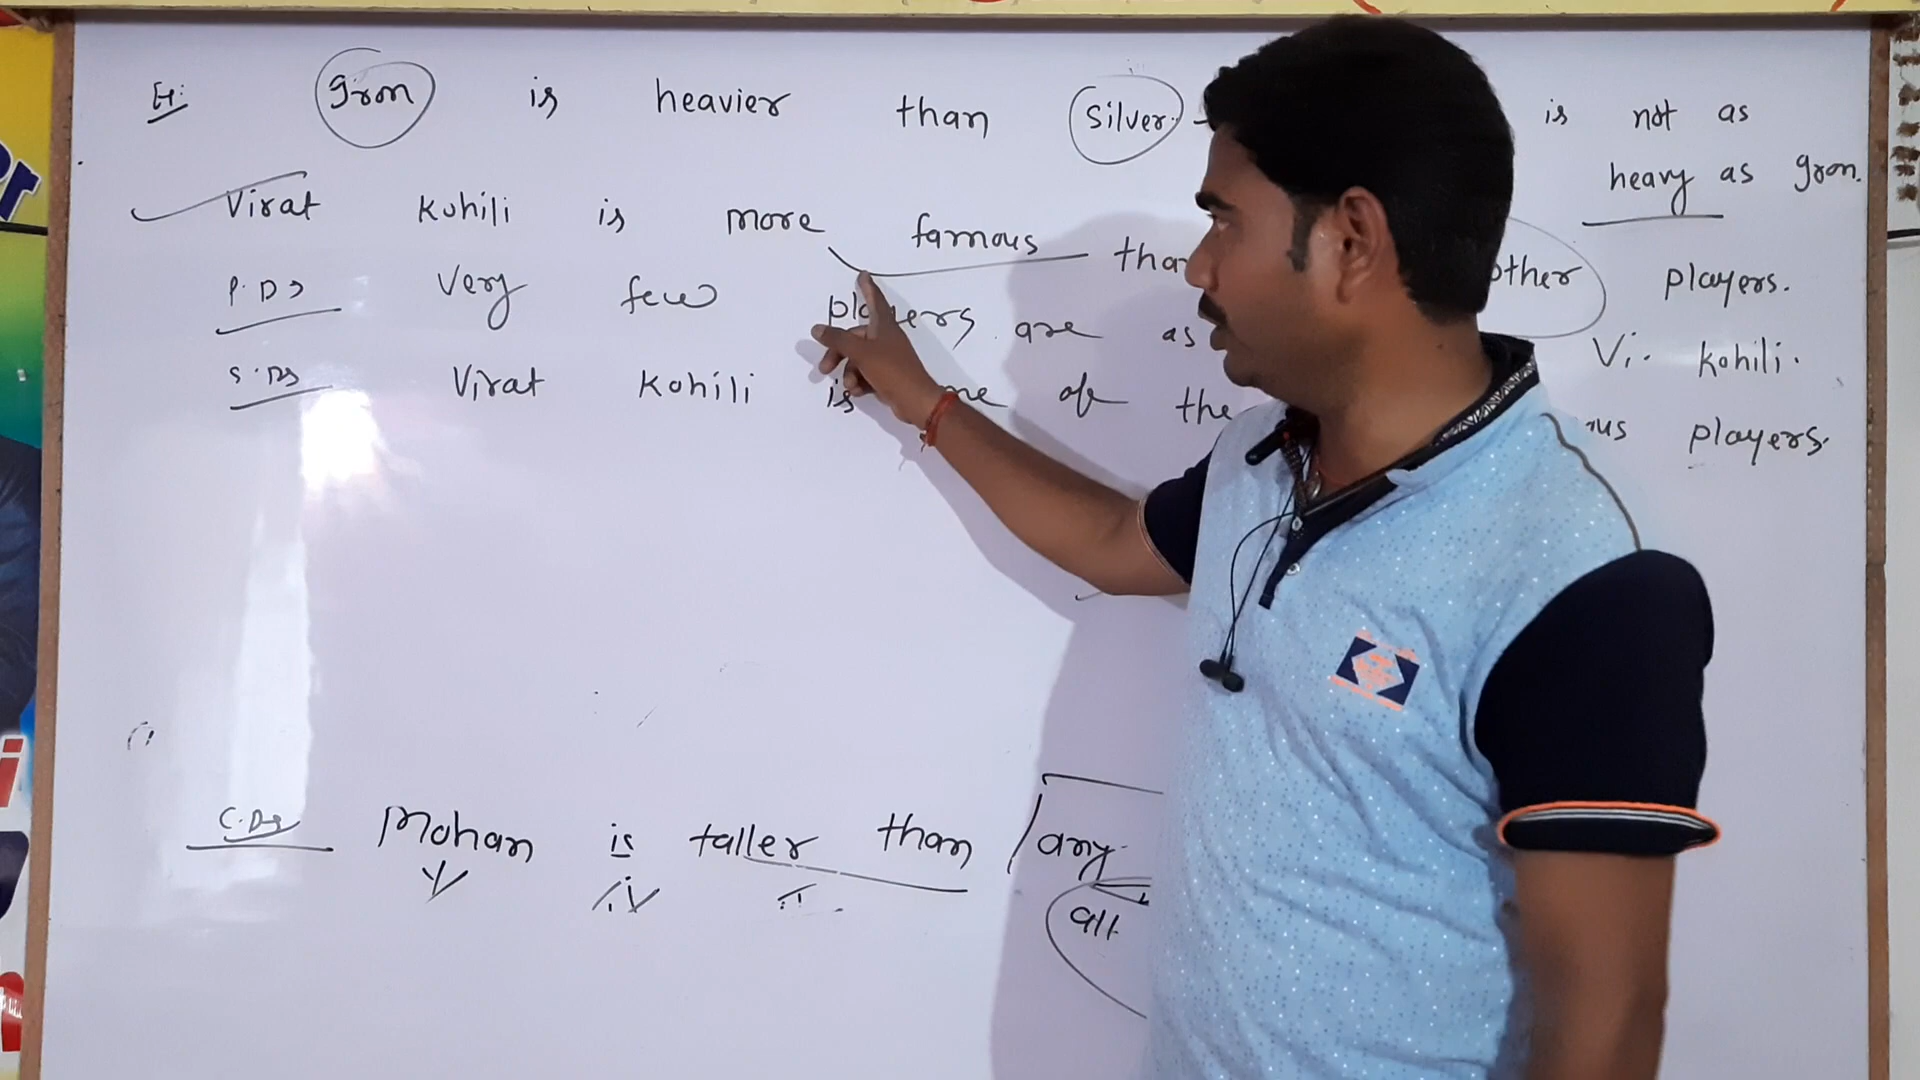 Ex: Iron is heavier than Silver. is not as
heavy as Iron.
Virat Kohili is more famous than other players.
P.D⇒ Very few players are as Vi. Kohili.
S.D⇒ Virat Kohili is one of the players.
C.D⇒ Mohan is taller than any
all